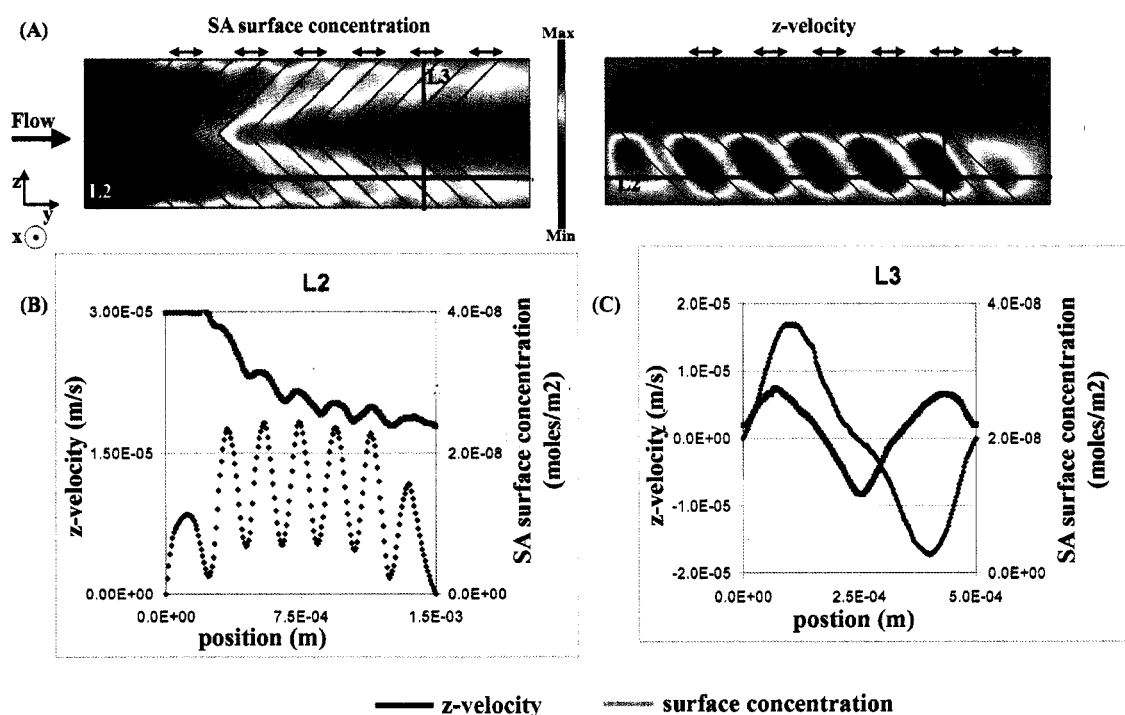 (A)
SA surface concentration
z-velocity
Max
L3
Flow
L2
L2
z
y
x
Min
(B)
L2
3.00E-05
1.50E-05
0.00E+00
z-velocity (m/s)
4.0E-08
2.0E-08
0.0E+00
SA surface concentration
(moles/m2)
0.0E+00
7.5E-04
1.5E-03
position (m)
(C)
L3
2.0E-05
1.0E-05
0.0E+00
-1.0E-05
-2.0E-05
z-velocity (m/s)
4.0E-08
2.0E-08
0.0E+00
SA surface concentration
(moles/m2)
0.0E+00
2.5E-04
5.0E-04
postion (m)
z-velocity
surface concentration